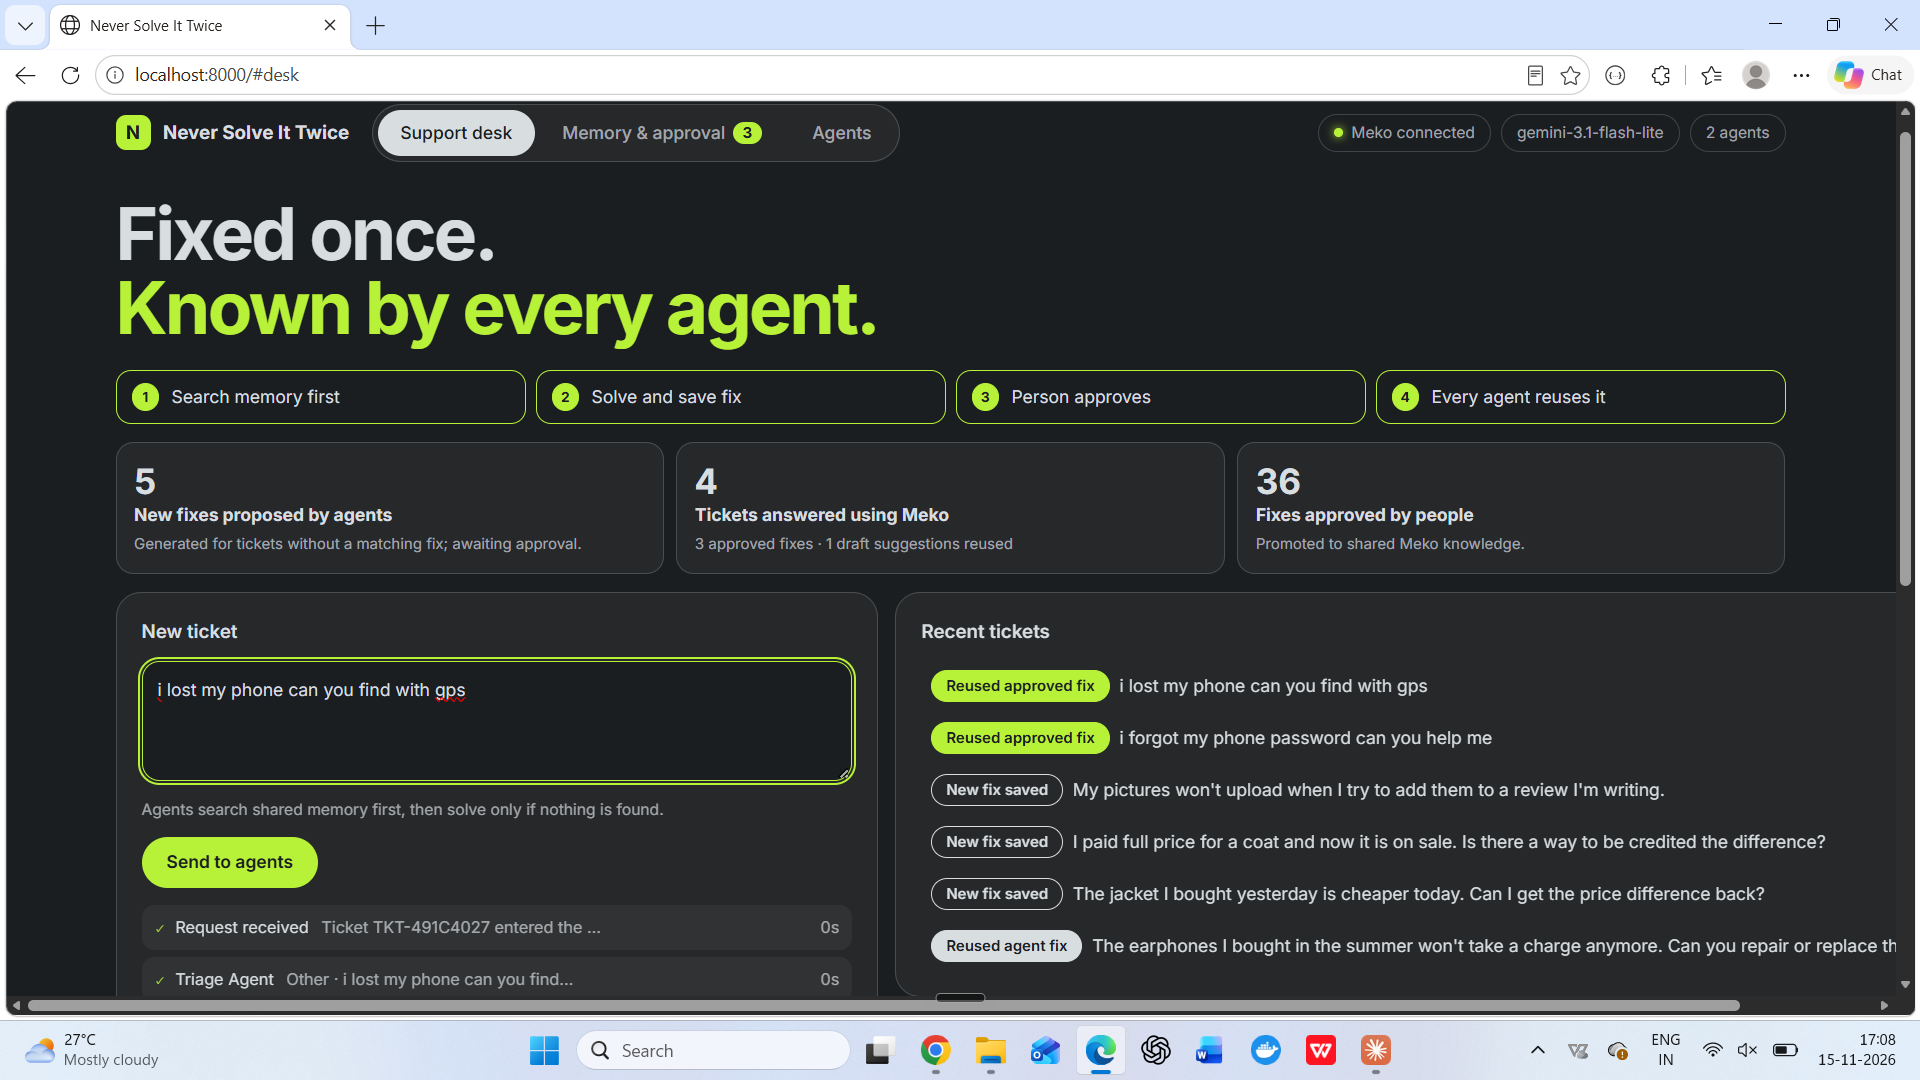 Never Solve It Twice
localhost:8000/#desk
Chat
N Never Solve It Twice
Support desk
Memory & approval 3
Agents
Meko connected
gemini-3.1-flash-lite
2 agents
Fixed once.
Known by every agent.
1 Search memory first
2 Solve and save fix
3 Person approves
4 Every agent reuses it
5
New fixes proposed by agents
Generated for tickets without a matching fix; awaiting approval.
4
Tickets answered using Meko
3 approved fixes · 1 draft suggestions reused
36
Fixes approved by people
Promoted to shared Meko knowledge.
New ticket
i lost my phone can you find with gps
Agents search shared memory first, then solve only if nothing is found.
Send to agents
✓ Request received Ticket TKT-491C4027 entered the ... 0s
✓ Triage Agent Other · i lost my phone can you find... 0s
Recent tickets
Reused approved fix i lost my phone can you find with gps
Reused approved fix i forgot my phone password can you help me
New fix saved My pictures won't upload when I try to add them to a review I'm writing.
New fix saved I paid full price for a coat and now it is on sale. Is there a way to be credited the difference?
New fix saved The jacket I bought yesterday is cheaper today. Can I get the price difference back?
Reused agent fix The earphones I bought in the summer won't take a charge anymore. Can you repair or replace th
27°C
Mostly cloudy
Search
ENG
IN
17:08
15-11-2026